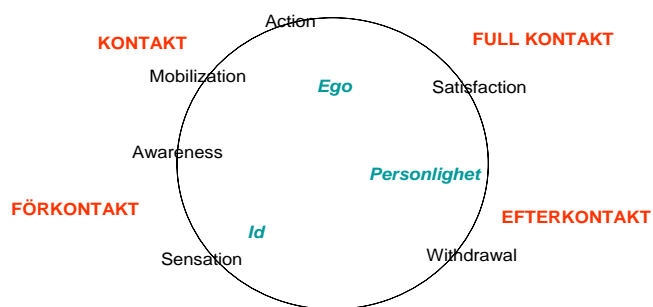 Action
KONTAKT
FULL KONTAKT
Mobilization
Ego
Satisfaction
Awareness
Personlighet
FÖRKONTAKT
EFTERKONTAKT
Id
Sensation
Withdrawal